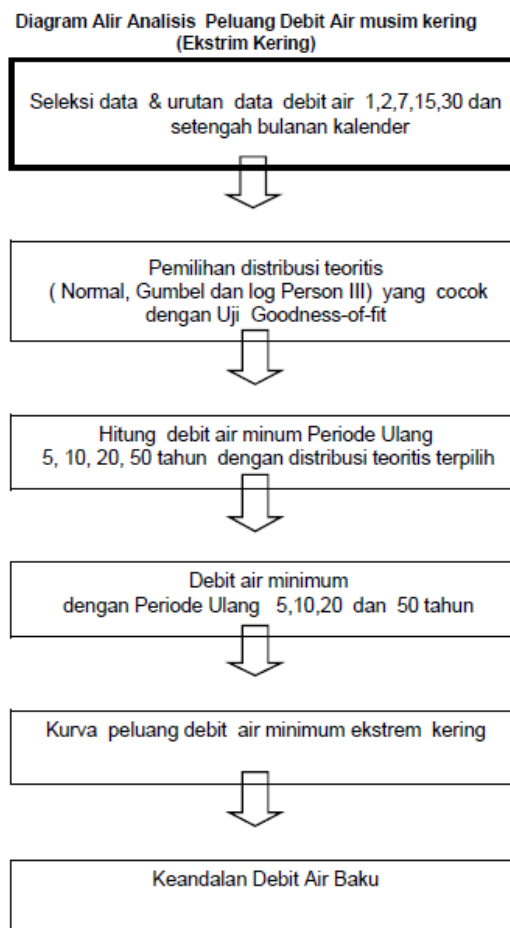 Diagram Alir Analisis Peluang Debit Air musim kering
(Ekstrim Kering)
Seleksi data & urutan data debit air 1,2,7,15,30 dan
setengah bulanan kalender
Pemilihan distribusi teoritis
( Normal, Gumbel dan log Person III) yang cocok
dengan Uji Goodness-of-fit
Hitung debit air minum Periode Ulang
5, 10, 20, 50 tahun dengan distribusi teoritis terpilih
Debit air minimum
dengan Periode Ulang 5,10,20 dan 50 tahun
Kurva peluang debit air minimum ekstrem kering
Keandalan Debit Air Baku